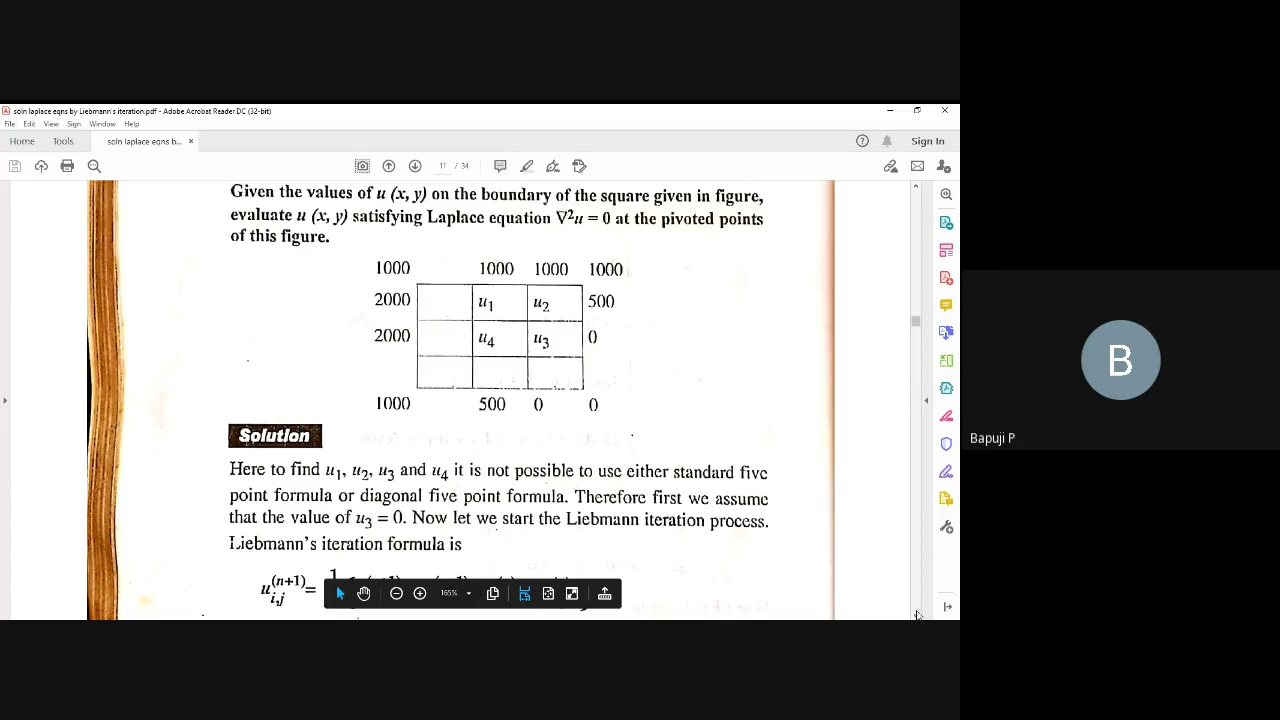 soln laplace eqns by Liebmann's iteration.pdf - Adobe Acrobat Reader DC (32-bit)
File Edit View Sign Window Help
Home Tools soln laplace eqns b... × Sign In
11 / 34
Given the values of u (x, y) on the boundary of the square given in figure,
evaluate u (x, y) satisfying Laplace equation ∇²u = 0 at the pivoted points
of this figure.
1000 1000 1000 1000
2000 u₁ u₂ 500
2000 u₄ u₃ 0
1000 500 0 0
Solution
Here to find u₁, u₂, u₃ and u₄ it is not possible to use either standard five
point formula or diagonal five point formula. Therefore first we assume
that the value of u₃ = 0. Now let we start the Liebmann iteration process.
Liebmann's iteration formula is
u_{i,j}^{(n+1)} =
165%
B
Bapuji P